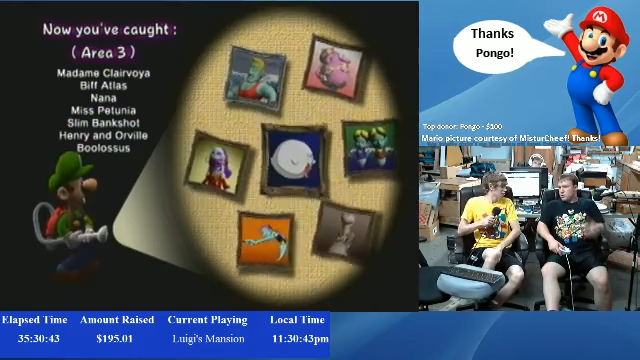 Now you've caught :
( Area 3 )
Madame Clairvoya
Biff Atlas
Nana
Miss Petunia
Slim Bankshot
Henry and Orville
Boolossus
Thanks
Pongo!
Top donor: Pongo - $100
Mario picture courtesy of MisturCheef! Thanks!
Elapsed Time
Amount Raised
Current Playing
Local Time
35:30:43
$195.01
Luigi's Mansion
11:30:43pm